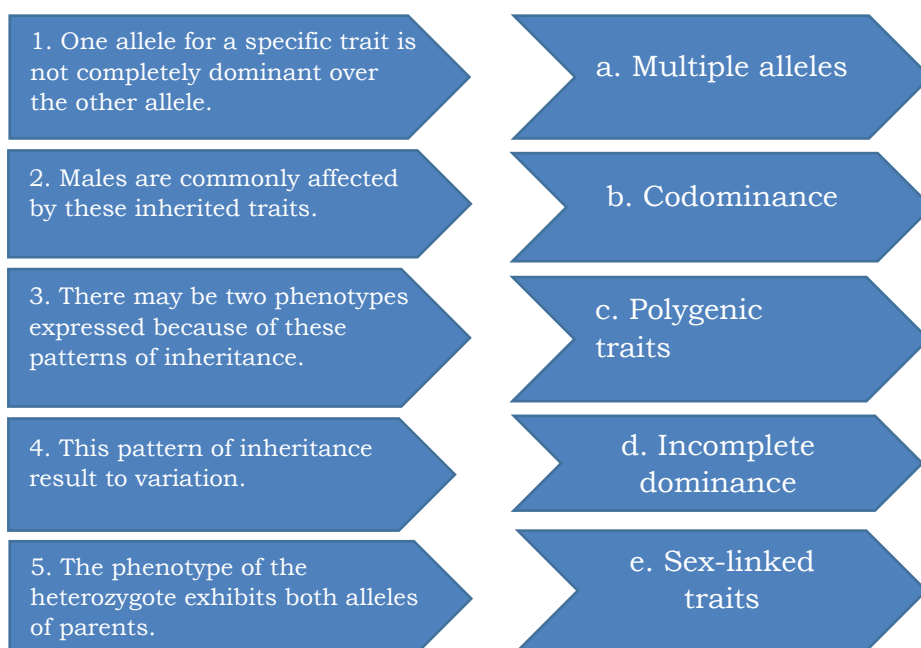 1. One allele for a specific trait is
not completely dominant over
the other allele.
a. Multiple alleles
2. Males are commonly affected
by these inherited traits.
b. Codominance
3. There may be two phenotypes
expressed because of these
patterns of inheritance.
c. Polygenic
traits
4. This pattern of inheritance
result to variation.
d. Incomplete
dominance
5. The phenotype of the
heterozygote exhibits both alleles
of parents.
e. Sex-linked
traits